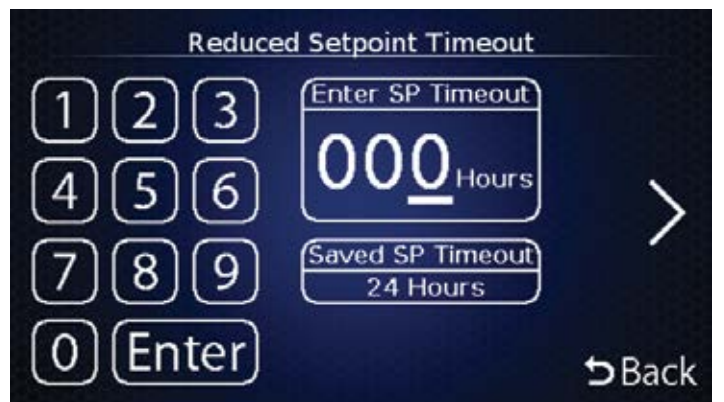 Reduced Setpoint Timeout
1 2 3
4 5 6
7 8 9
0 Enter
Enter SP Timeout
000 Hours
Saved SP Timeout
24 Hours
Back